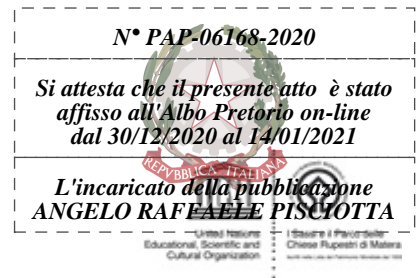 N° PAP-06168-2020
Si attesta che il presente atto è stato
affisso all'Albo Pretorio on-line
dal 30/12/2020 al 14/01/2021
REPVBBLICA ITALIANA
L'incaricato della pubblicazione
ANGELO RAFFAELE PISCIOTTA
United Nations
Educational, Scientific and
Cultural Organization
I Sassi e il Parco delle
Chiese Rupestri di Matera